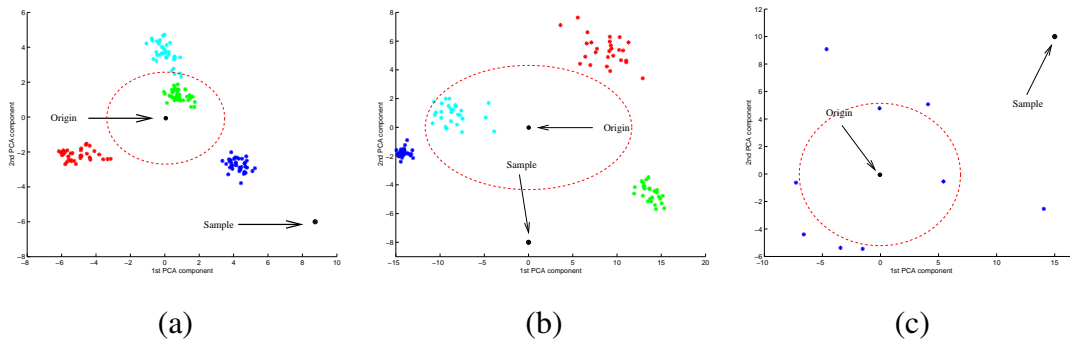 6
4
2
0
−2
−4
−6
−8
−8 −6 −4 −2 0 2 4 6 8 10
1st PCA component
2nd PCA component
Origin
Sample
(a)
8
6
4
2
0
−2
−4
−6
−8
−15 −10 −5 0 5 10 15 20
1st PCA component
2nd PCA component
Origin
Sample
(b)
12
10
8
6
4
2
0
−2
−4
−6
−10 −5 0 5 10 15
1st PCA component
2nd PCA component
Origin
Sample
(c)